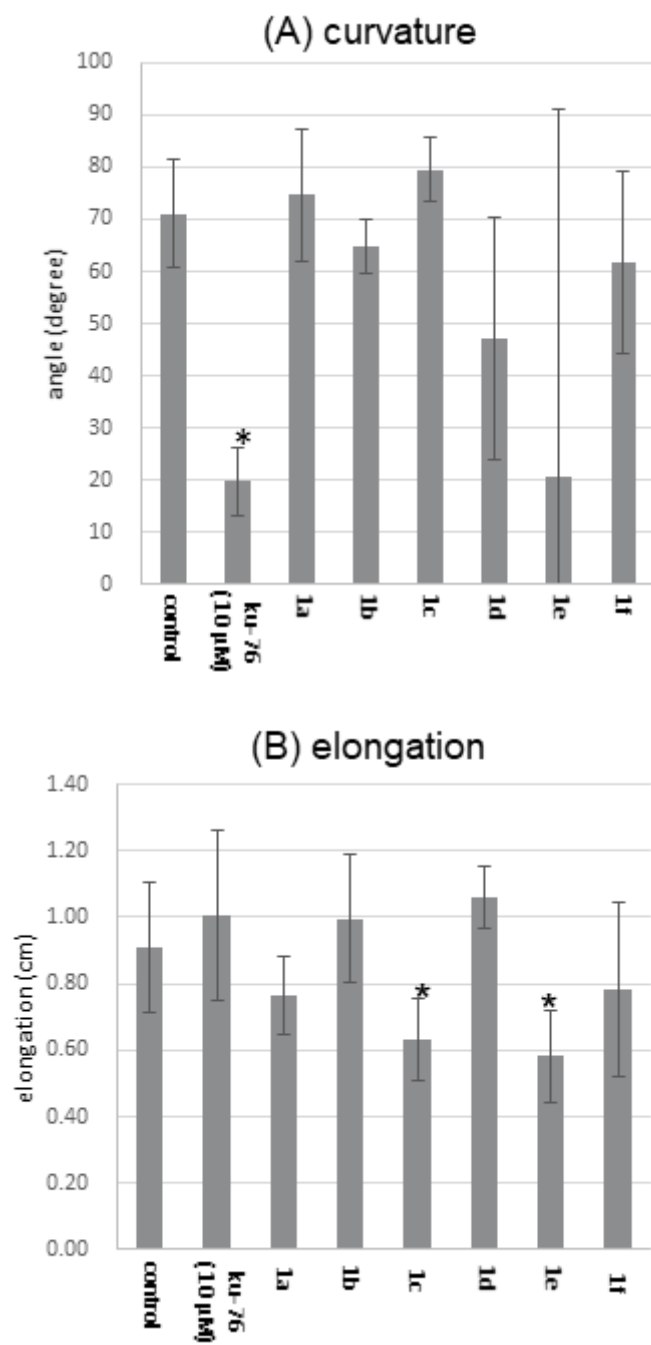 (A) curvature
100
90
80
70
60
50
40
30
20
10
0
angle (degree)
*
control
ku-76
(10 μM)
1a
1b
1c
1d
1e
1f
(B) elongation
1.40
1.20
1.00
0.80
0.60
0.40
0.20
0.00
elongation (cm)
*
*
control
ku-76
(10 μM)
1a
1b
1c
1d
1e
1f